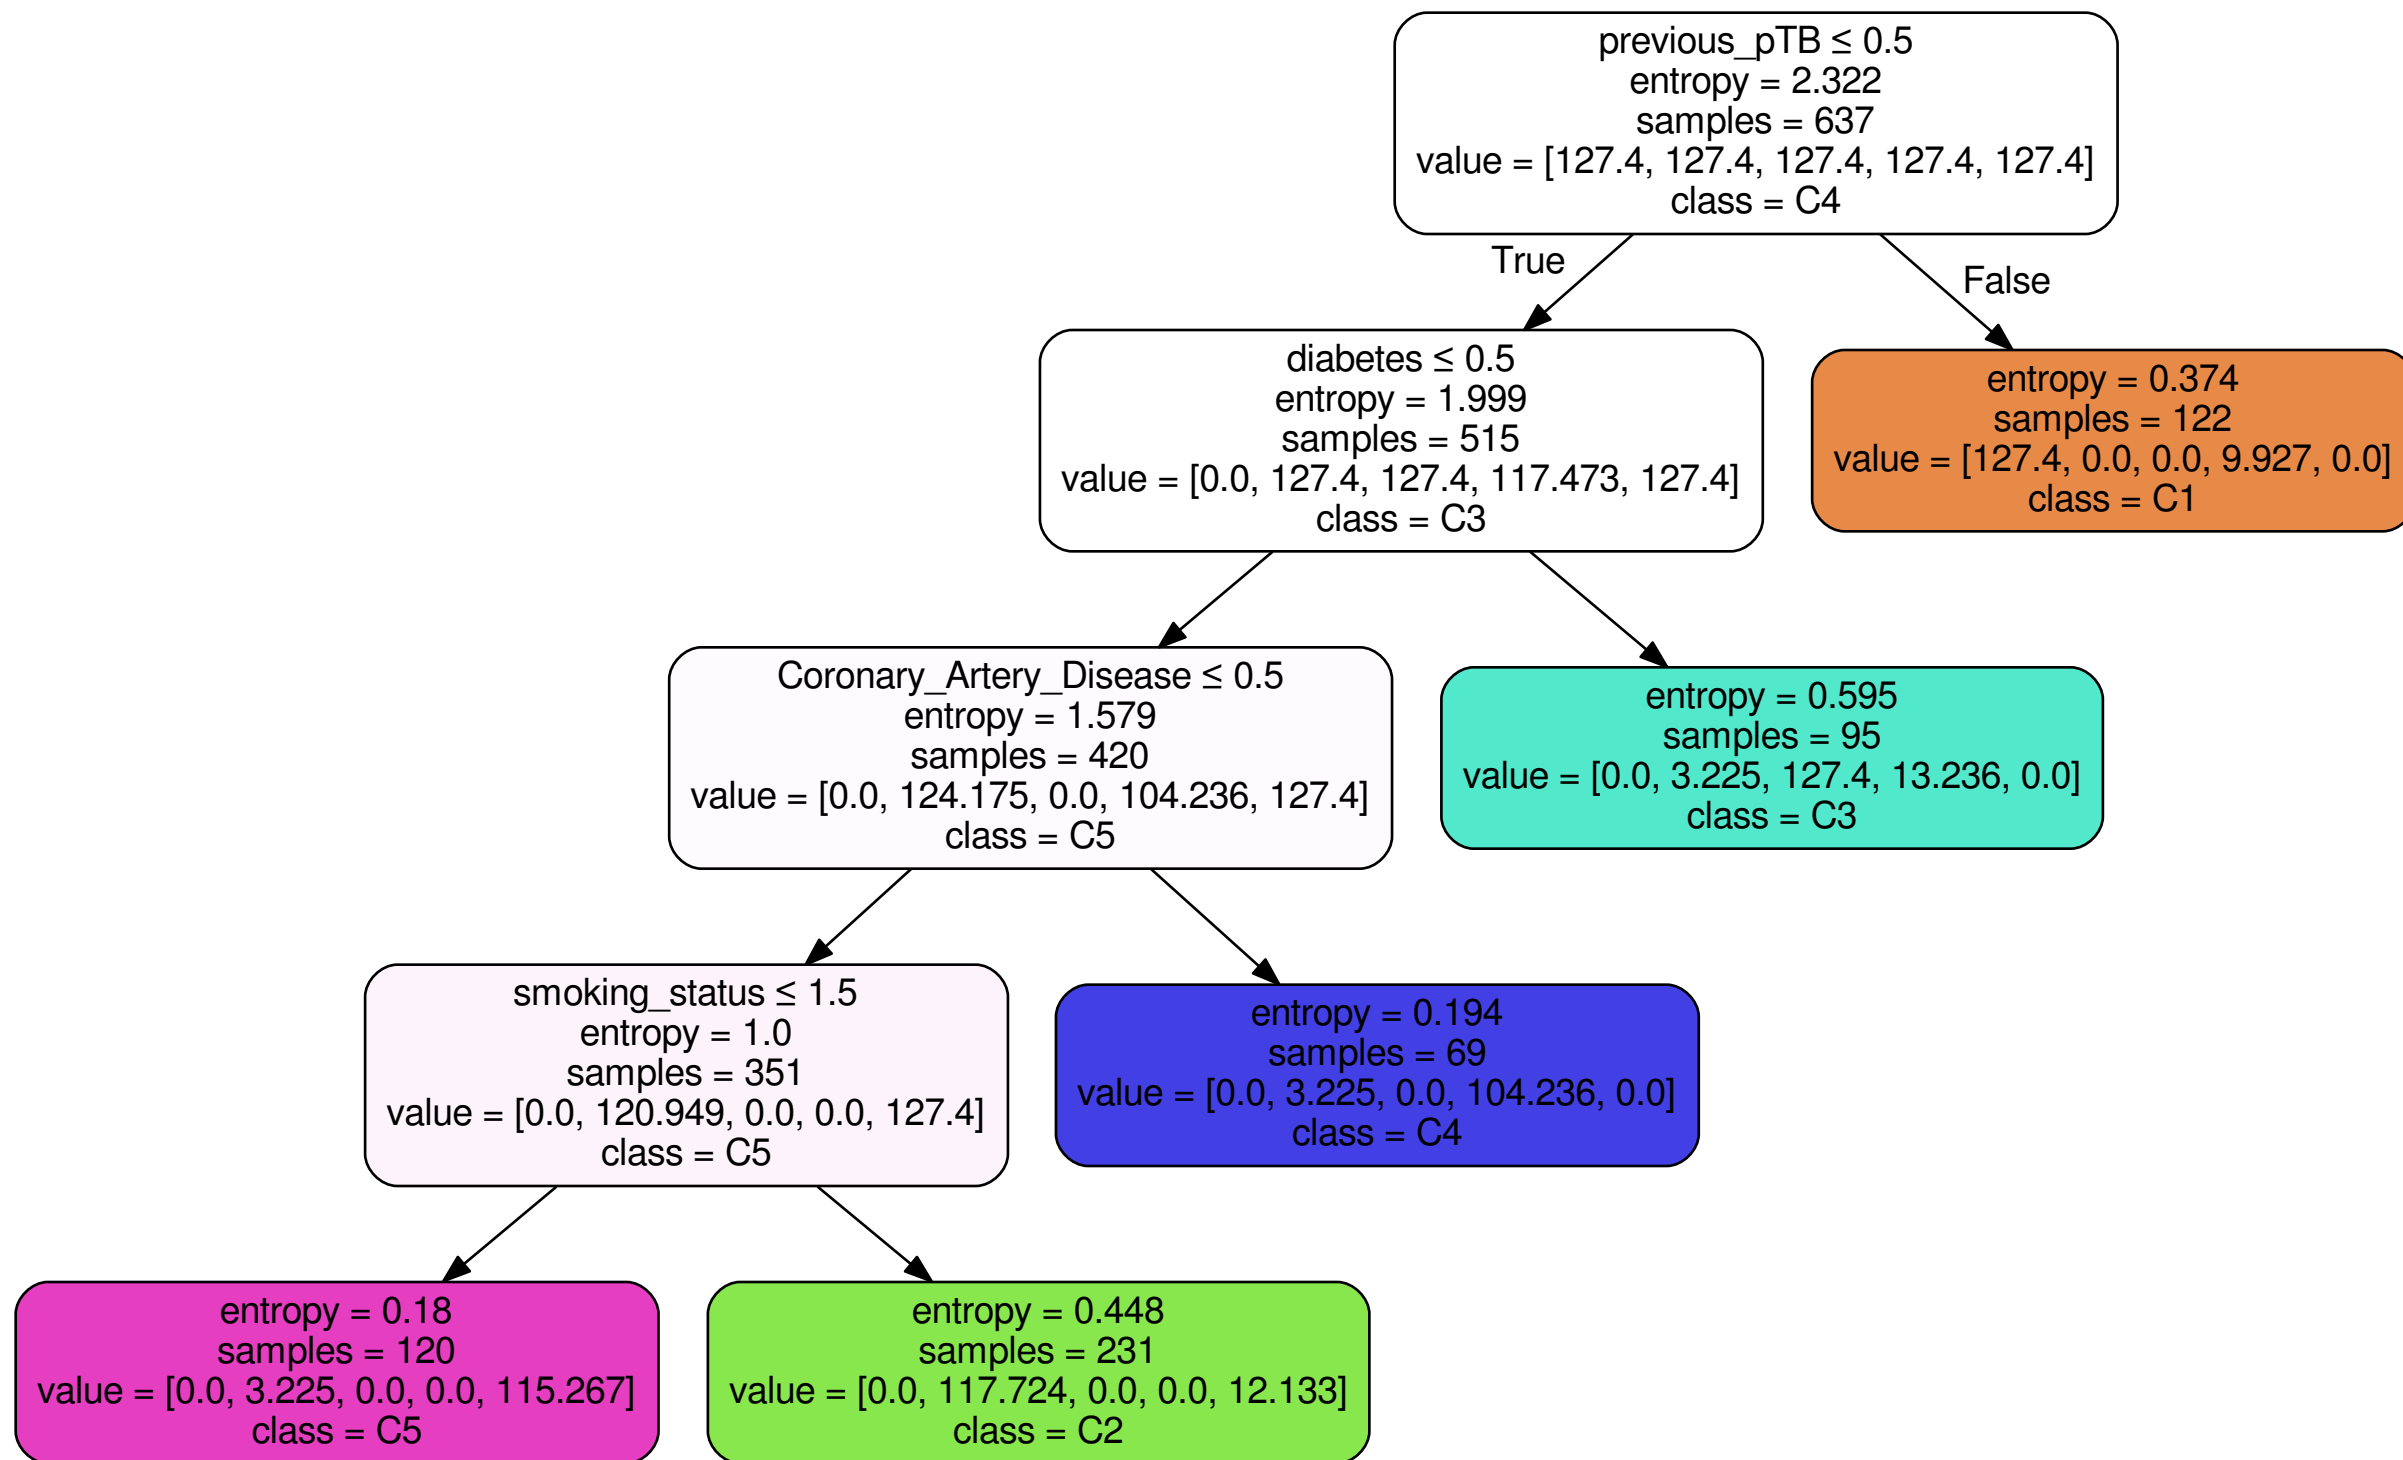 previous_pTB ≤ 0.5
entropy = 2.322
samples = 637
value = [127.4, 127.4, 127.4, 127.4, 127.4]
class = C4
True
False
diabetes ≤ 0.5
entropy = 1.999
samples = 515
value = [0.0, 127.4, 127.4, 117.473, 127.4]
class = C3
entropy = 0.374
samples = 122
value = [127.4, 0.0, 0.0, 9.927, 0.0]
class = C1
Coronary_Artery_Disease ≤ 0.5
entropy = 1.579
samples = 420
value = [0.0, 124.175, 0.0, 104.236, 127.4]
class = C5
entropy = 0.595
samples = 95
value = [0.0, 3.225, 127.4, 13.236, 0.0]
class = C3
smoking_status ≤ 1.5
entropy = 1.0
samples = 351
value = [0.0, 120.949, 0.0, 0.0, 127.4]
class = C5
entropy = 0.194
samples = 69
value = [0.0, 3.225, 0.0, 104.236, 0.0]
class = C4
entropy = 0.18
samples = 120
value = [0.0, 3.225, 0.0, 0.0, 115.267]
class = C5
entropy = 0.448
samples = 231
value = [0.0, 117.724, 0.0, 0.0, 12.133]
class = C2